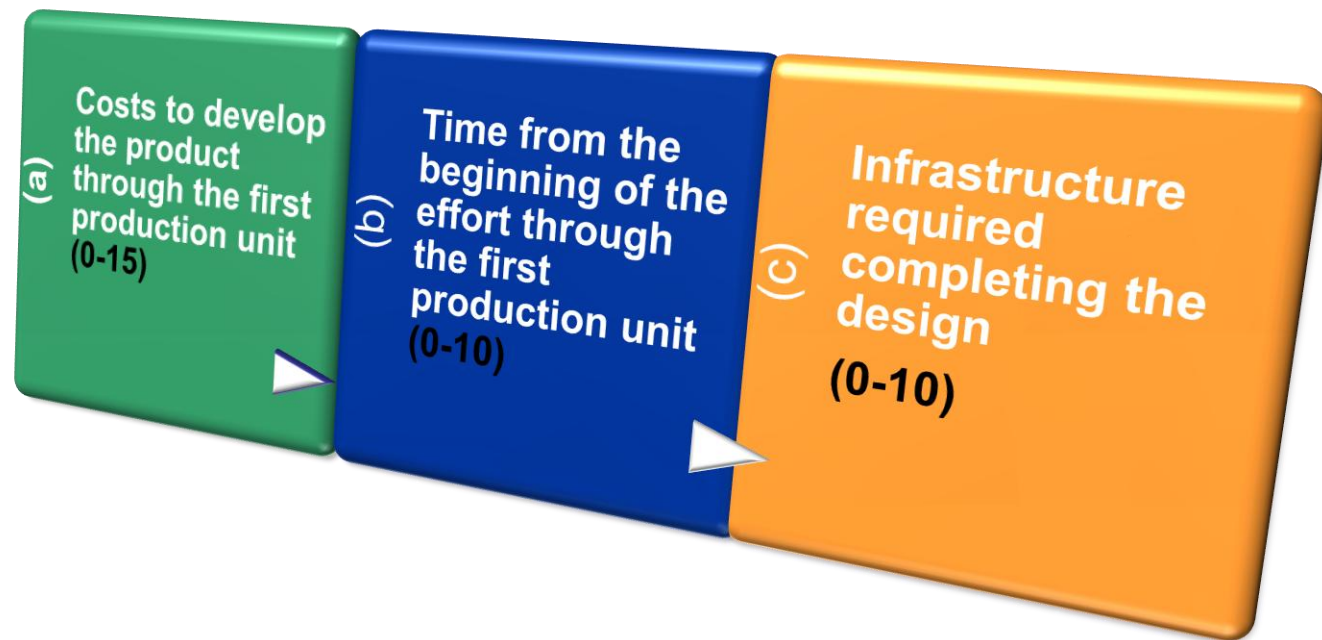 (a)
Costs to develop
the product
through the first
production unit
(0-15)
(b)
Time from the
beginning of the
effort through
the first
production unit
(0-10)
(c)
Infrastructure
required
completing the
design
(0-10)